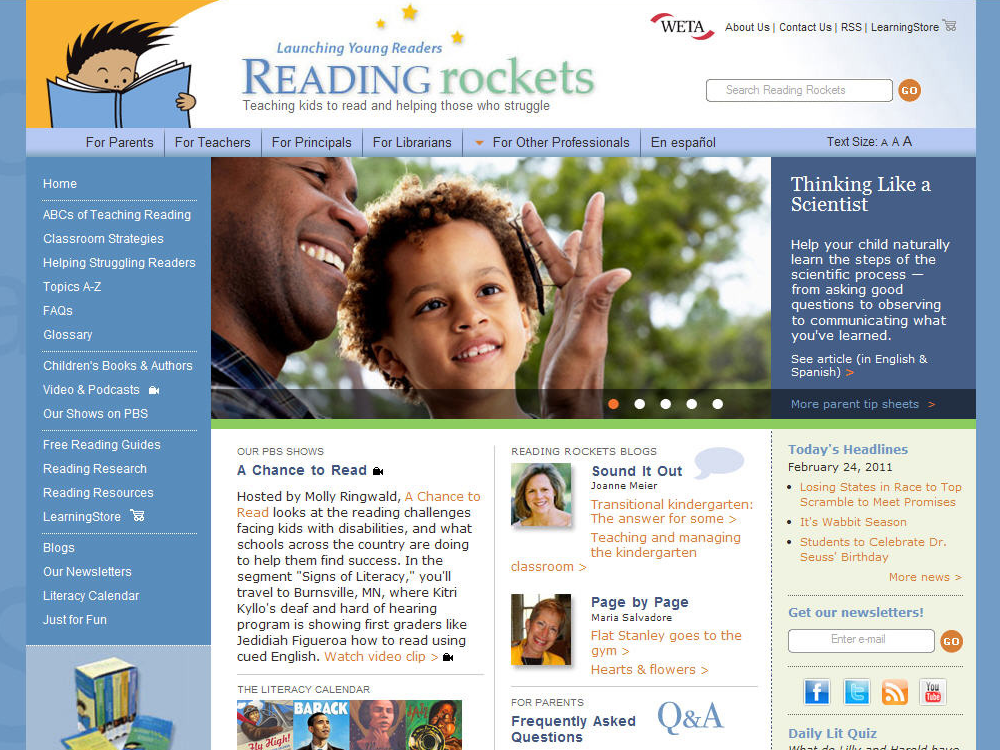 WETA
About Us | Contact Us | RSS | LearningStore
Launching Young Readers
READING rockets
Teaching kids to read and helping those who struggle
Search Reading Rockets
GO
For Parents
For Teachers
For Principals
For Librarians
For Other Professionals
En español
Text Size: A A A
Home
ABCs of Teaching Reading
Classroom Strategies
Helping Struggling Readers
Topics A-Z
FAQs
Glossary
Children's Books & Authors
Video & Podcasts
Our Shows on PBS
Free Reading Guides
Reading Research
Reading Resources
LearningStore
Blogs
Our Newsletters
Literacy Calendar
Just for Fun
Thinking Like a
Scientist
Help your child naturally
learn the steps of the
scientific process —
from asking good
questions to observing
to communicating what
you've learned.
See article (in English &
Spanish) >
More parent tip sheets >
OUR PBS SHOWS
A Chance to Read
Hosted by Molly Ringwald, A Chance to
Read looks at the reading challenges
facing kids with disabilities, and what
schools across the country are doing
to help them find success. In the
segment "Signs of Literacy," you'll
travel to Burnsville, MN, where Kitri
Kyllo's deaf and hard of hearing
program is showing first graders like
Jedidiah Figueroa how to read using
cued English. Watch video clip >
THE LITERACY CALENDAR
Fly High!
BARACK
READING ROCKETS BLOGS
Sound It Out
Joanne Meier
Transitional kindergarten:
The answer for some >
Teaching and managing
the kindergarten
classroom >
Page by Page
Maria Salvadore
Flat Stanley goes to the
gym >
Hearts & flowers >
FOR PARENTS
Frequently Asked
Questions
Q&A
Today's Headlines
February 24, 2011
Losing States in Race to Top
Scramble to Meet Promises
It's Wabbit Season
Students to Celebrate Dr.
Seuss' Birthday
More news >
Get our newsletters!
Enter e-mail
GO
f
t
You
Tube
Daily Lit Quiz
What do Lilly and Harold have